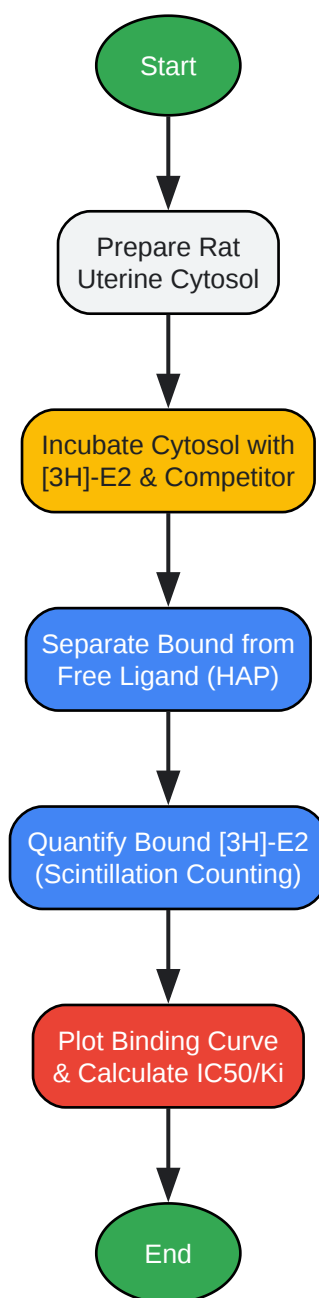 Start
Prepare Rat
Uterine Cytosol
Incubate Cytosol with
[3H]-E2 & Competitor
Separate Bound from
Free Ligand (HAP)
Quantify Bound [3H]-E2
(Scintillation Counting)
Plot Binding Curve
& Calculate IC50/Ki
End